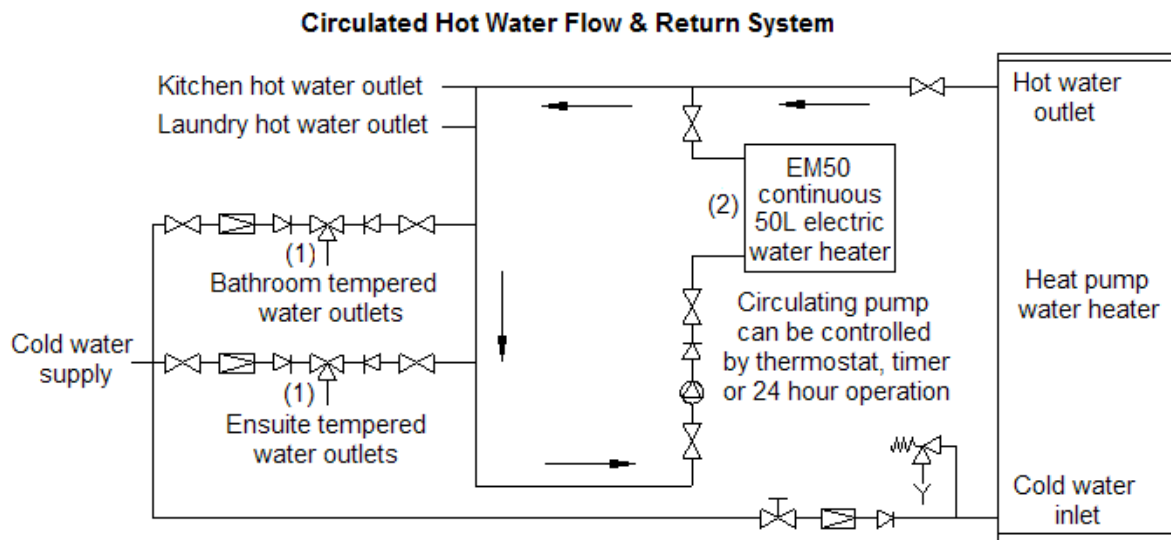 Circulated Hot Water Flow & Return System
Kitchen hot water outlet
Laundry hot water outlet
Hot water
outlet
EM50
continuous
50L electric
water heater
(2)
(1)
Bathroom tempered
water outlets
Heat pump
water heater
Circulating pump
can be controlled
by thermostat, timer
or 24 hour operation
Cold water
supply
(1)
Ensuite tempered
water outlets
Cold water
inlet